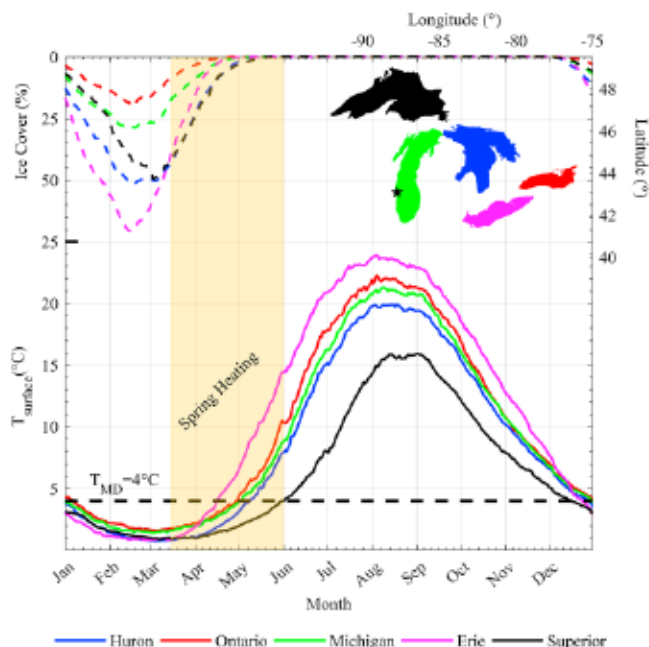 Longitude (°)
-90 -85 -80 -75
0
25
50
Ice Cover (%)
48
46
44
42
40
Latitude (°)
25
20
15
10
5
T_surface(°C)
Spring Heating
T_MD=4°C
Jan Feb Mar Apr May Jun Jul Aug Sep Oct Nov Dec
Month
Huron Ontario Michigan Erie Superior